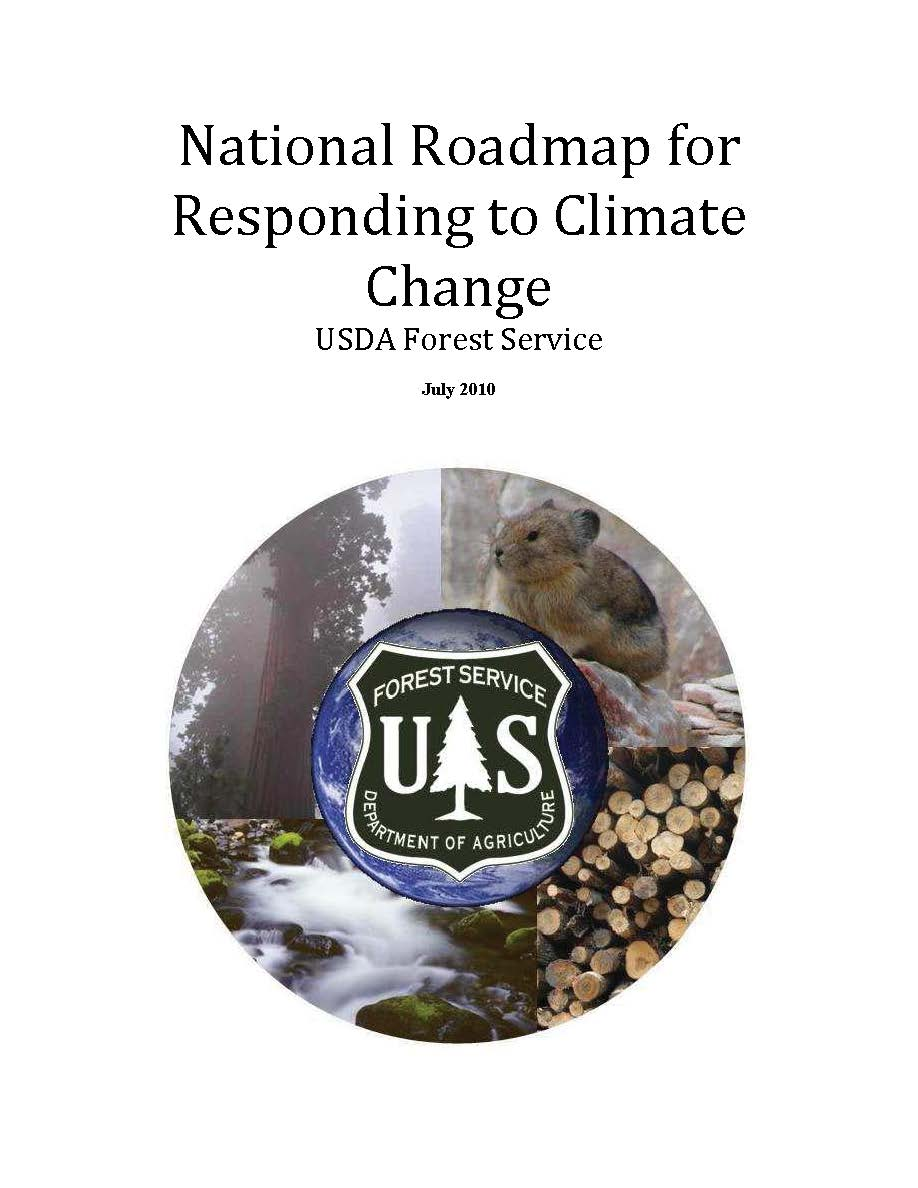 National Roadmap for
Responding to Climate
Change
USDA Forest Service
July 2010
FOREST SERVICE
U S
DEPARTMENT OF AGRICULTURE